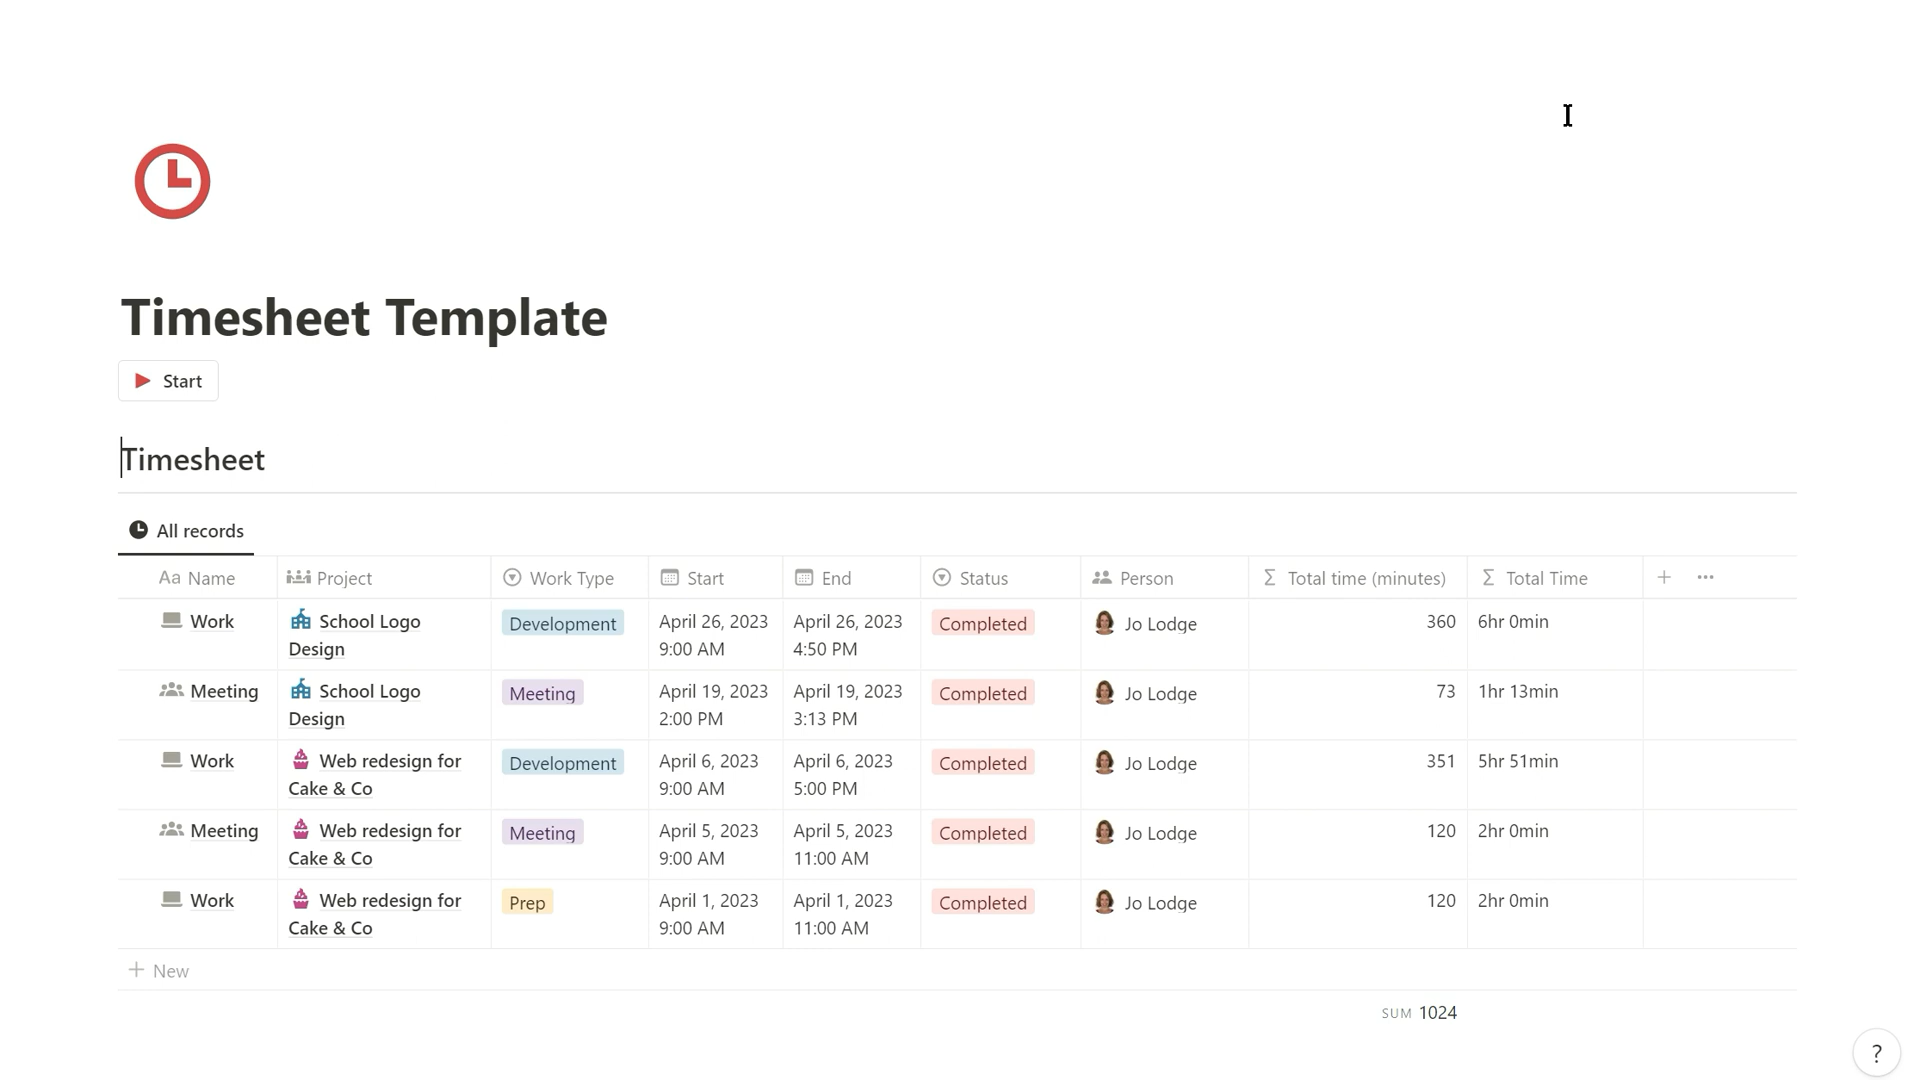 Timesheet Template
Start
Timesheet
All records
Aa Name Project Work Type Start End Status Person Σ Total time (minutes) Σ Total Time + ...
Work School Logo Development April 26, 2023 April 26, 2023 Completed Jo Lodge 360 6hr 0min
Design 9:00 AM 4:50 PM
Meeting School Logo Meeting April 19, 2023 April 19, 2023 Completed Jo Lodge 73 1hr 13min
Design 2:00 PM 3:13 PM
Work Web redesign for Development April 6, 2023 April 6, 2023 Completed Jo Lodge 351 5hr 51min
Cake & Co 9:00 AM 5:00 PM
Meeting Web redesign for Meeting April 5, 2023 April 5, 2023 Completed Jo Lodge 120 2hr 0min
Cake & Co 9:00 AM 11:00 AM
Work Web redesign for Prep April 1, 2023 April 1, 2023 Completed Jo Lodge 120 2hr 0min
Cake & Co 9:00 AM 11:00 AM
+ New
SUM 1024
?